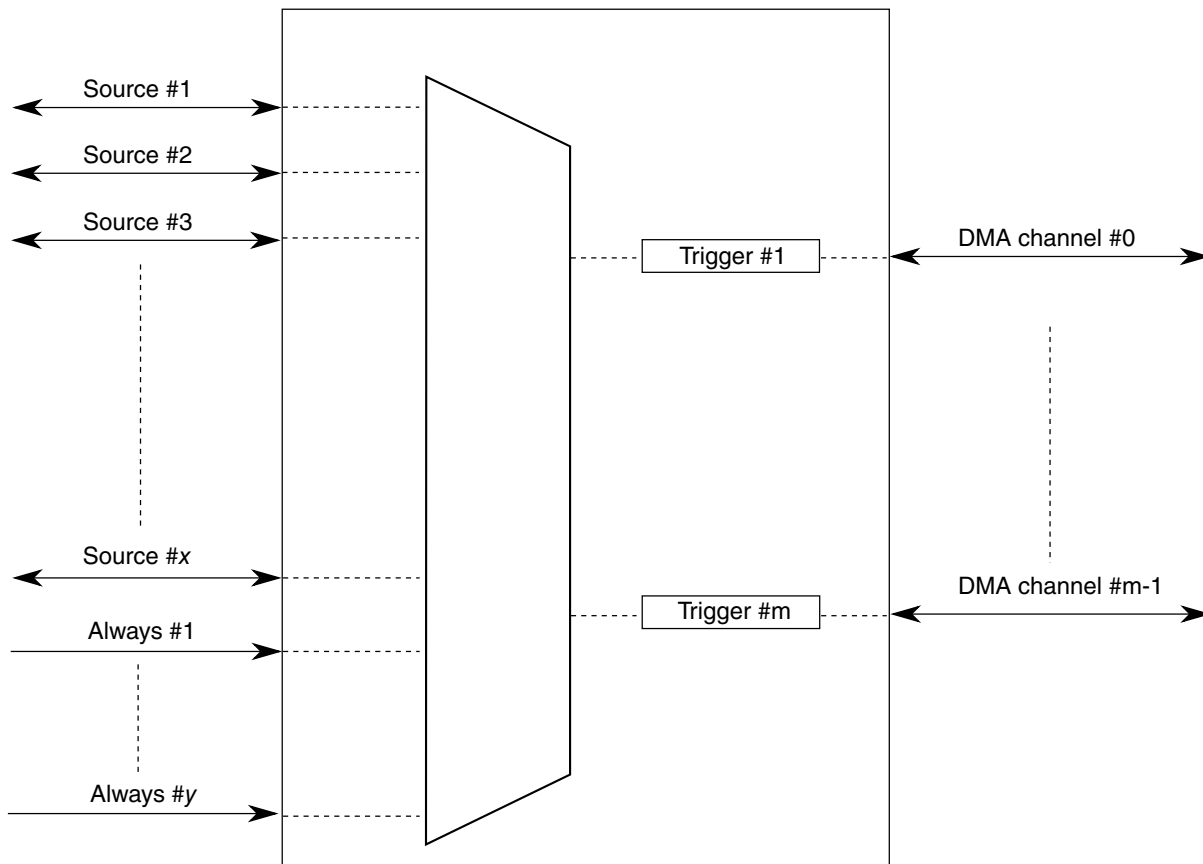 Source #1
Source #2
Source #3
Source #x
Always #1
Always #y
Trigger #1
Trigger #m
DMA channel #0
DMA channel #m-1